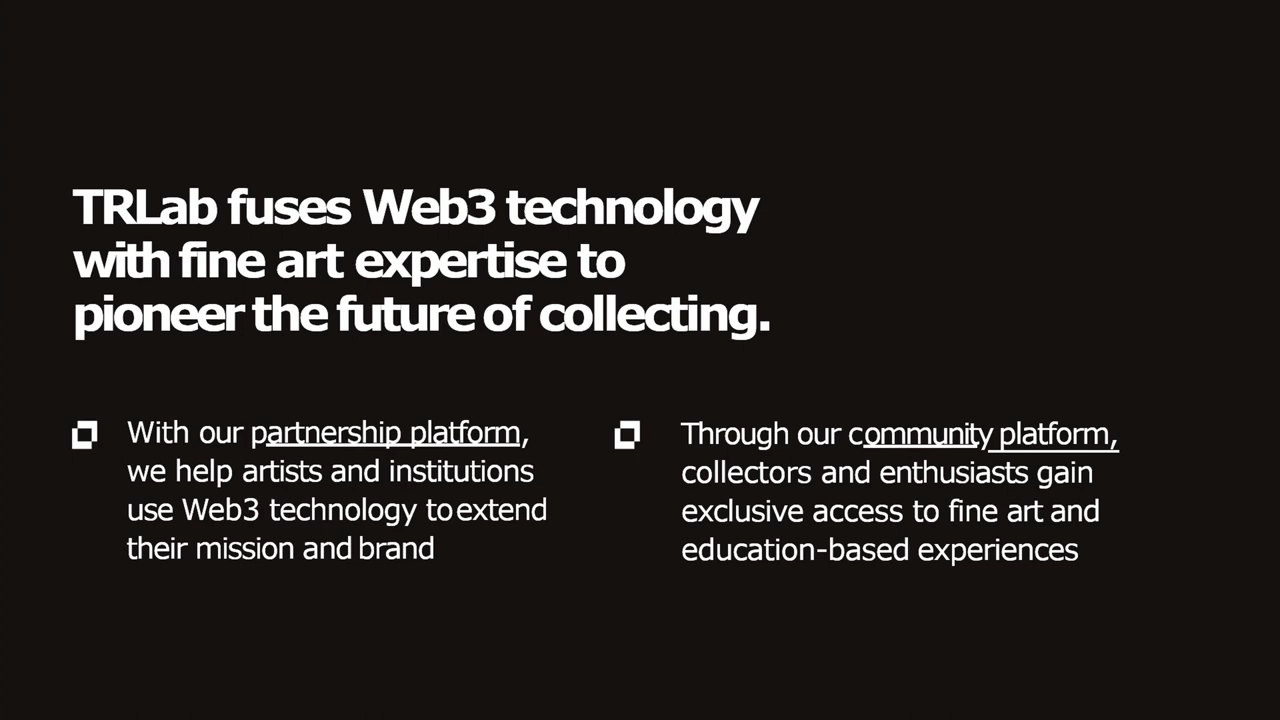 TRLab fuses Web3 technology
with fine art expertise to
pioneer the future of collecting.
With our partnership platform,
we help artists and institutions
use Web3 technology to extend
their mission and brand
Through our community platform,
collectors and enthusiasts gain
exclusive access to fine art and
education-based experiences